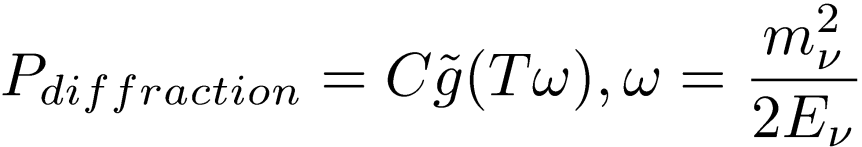 $P_{diffraction} = C\tilde{g}(T\omega), \omega = \frac{m_{\nu}^{2}}{2E_{\nu}}$